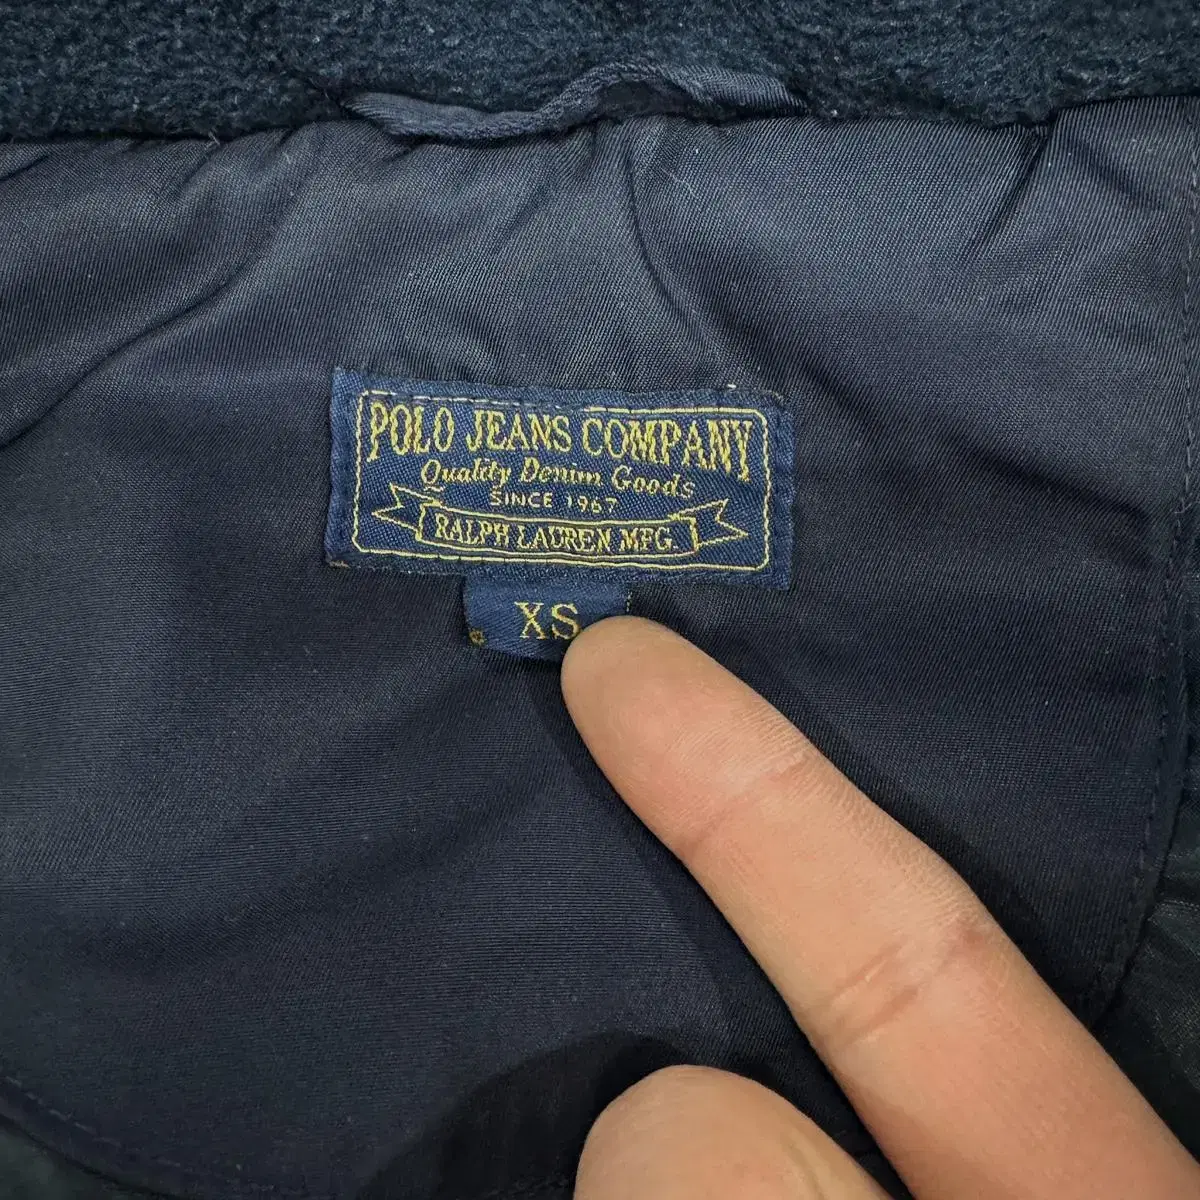 POLO JEANS COMPANY
Quality Denim Goods
SINCE 1967
RALPH LAUREN MFG.
XS